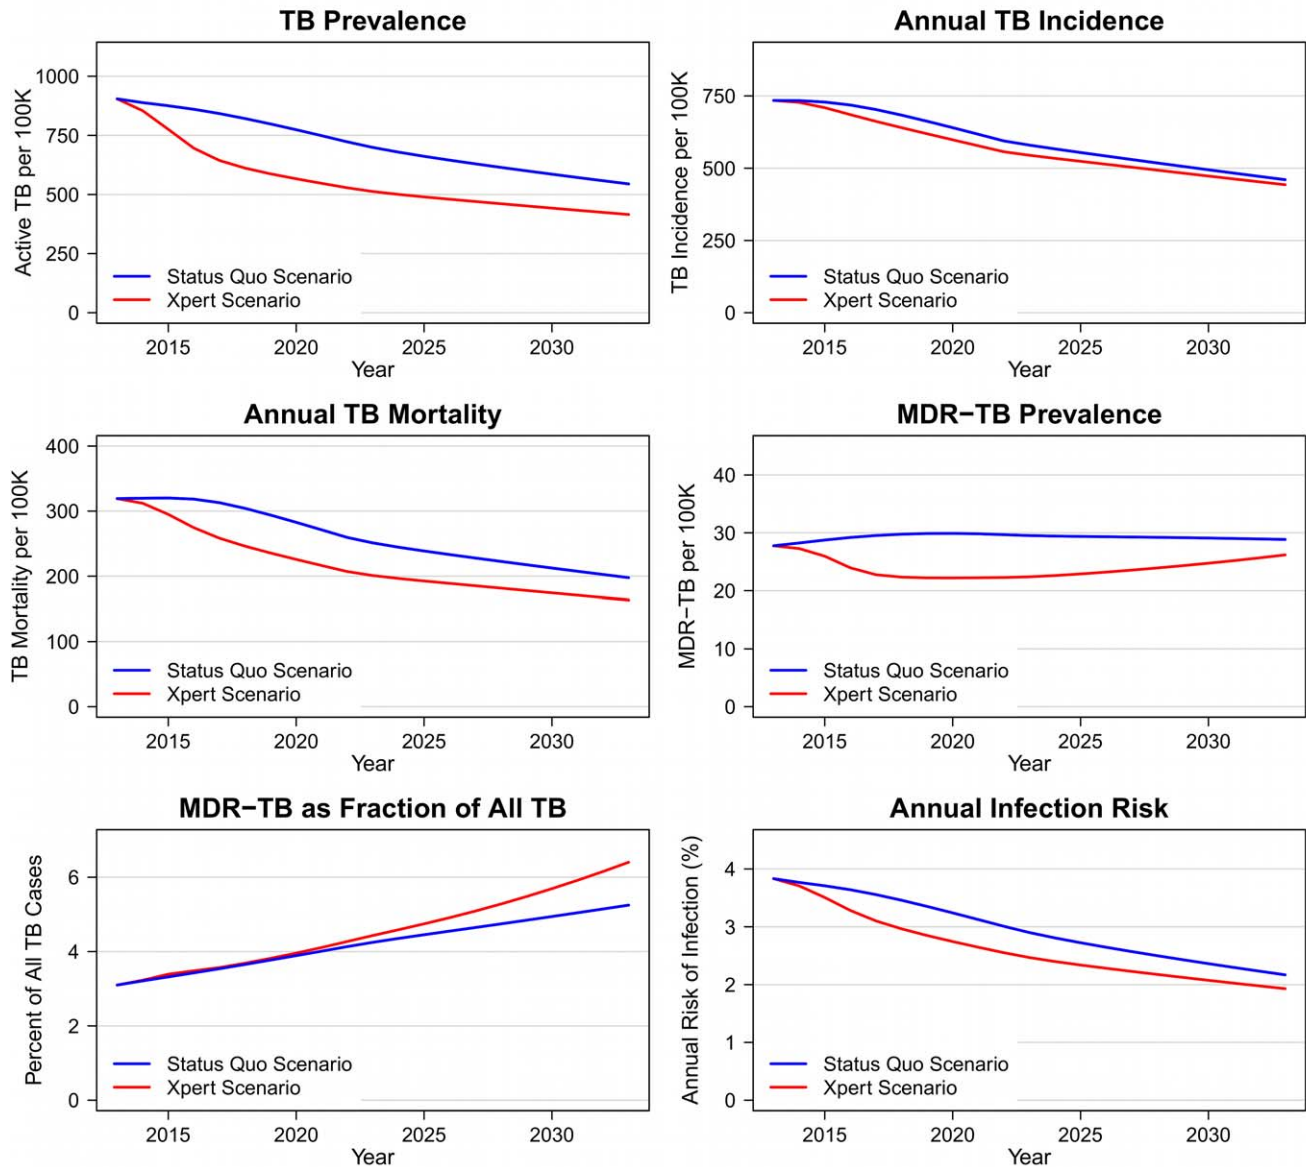 TB Prevalence
Active TB per 100K
1000
750
500
250
0
Status Quo Scenario
Xpert Scenario
2015 2020 2025 2030
Year
Annual TB Incidence
TB Incidence per 100K
750
500
250
0
Status Quo Scenario
Xpert Scenario
2015 2020 2025 2030
Year
Annual TB Mortality
TB Mortality per 100K
400
300
200
100
0
Status Quo Scenario
Xpert Scenario
2015 2020 2025 2030
Year
MDR−TB Prevalence
MDR−TB per 100K
40
30
20
10
0
Status Quo Scenario
Xpert Scenario
2015 2020 2025 2030
Year
MDR−TB as Fraction of All TB
Percent of All TB Cases
6
4
2
0
Status Quo Scenario
Xpert Scenario
2015 2020 2025 2030
Year
Annual Infection Risk
Annual Risk of Infection (%)
4
3
2
1
0
Status Quo Scenario
Xpert Scenario
2015 2020 2025 2030
Year